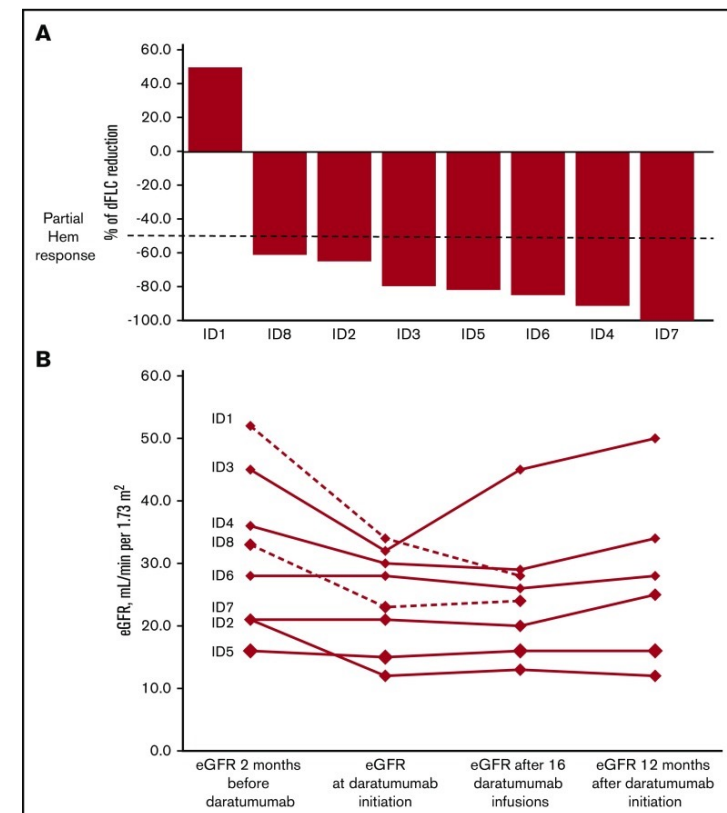 A
60.0
40.0
20.0
0.0
-20.0
-40.0
-60.0
-80.0
-100.0
% of dFLC reduction
Partial
Hem
response
ID1 ID8 ID2 ID3 ID5 ID6 ID4 ID7
B
60.0
50.0
40.0
30.0
20.0
10.0
0.0
eGFR, mL/min per 1.73 m²
ID1
ID3
ID4
ID8
ID6
ID7
ID2
ID5
eGFR 2 months
before
daratumumab
eGFR
at daratumumab
initiation
eGFR after 16
daratumumab
infusions
eGFR 12 months
after daratumumab
initiation